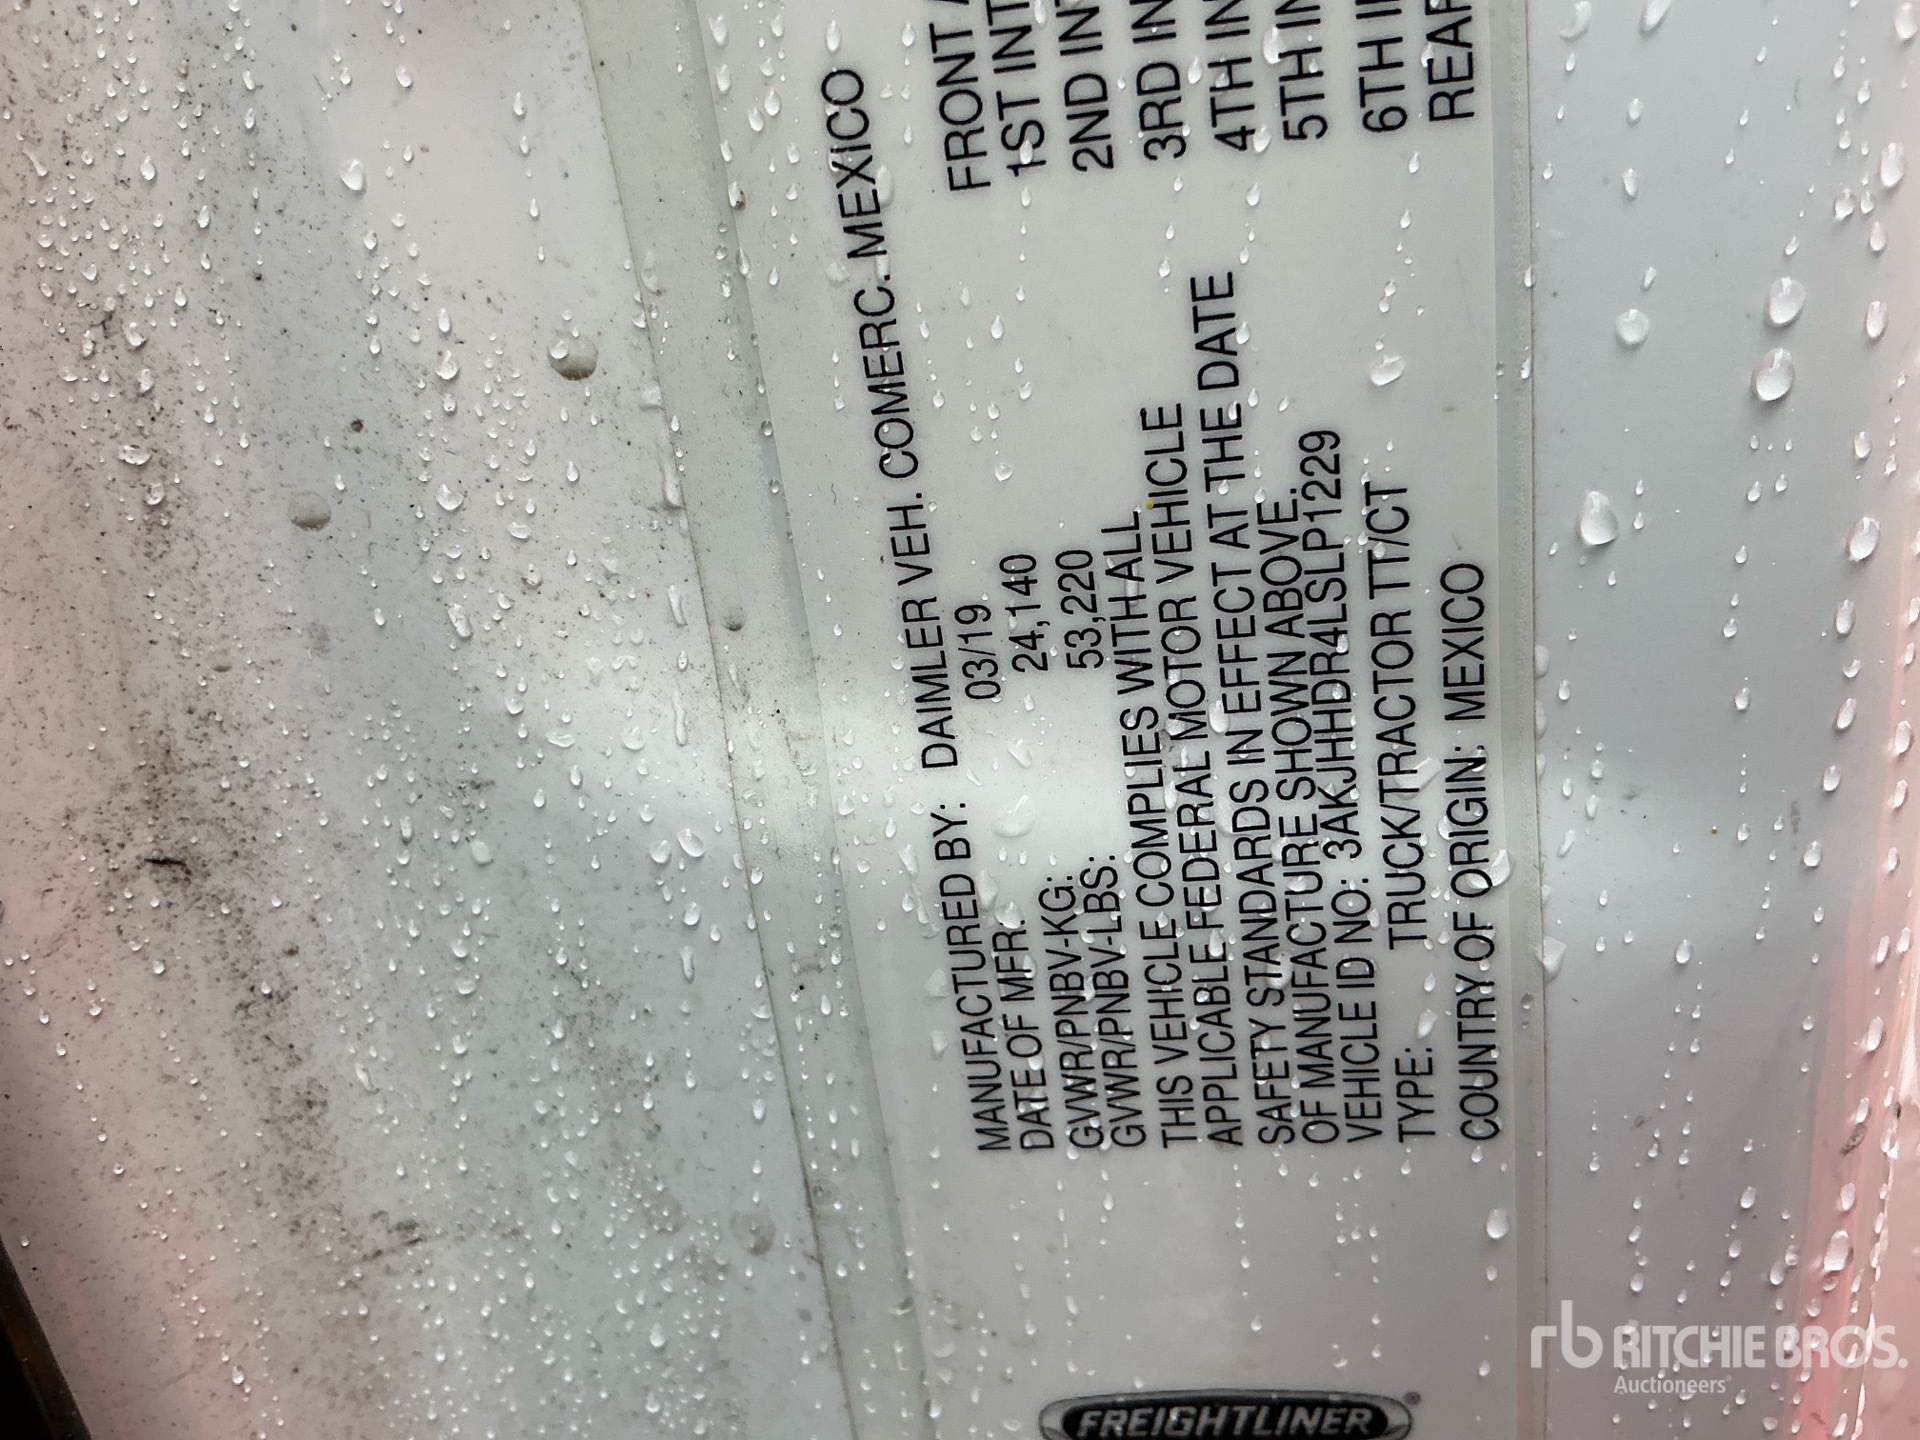 FREIGHTLINER
MANUFACTURED BY: DAIMLER VEH. COMERC. MEXICO
DATE OF MFR: 03/19
GVWR/PNBV-KG: 24,140
GVWR/PNBV-LBS: 53,220
THIS VEHICLE COMPLIES WITH ALL
APPLICABLE FEDERAL MOTOR VEHICLE
SAFETY STANDARDS IN EFFECT AT THE DATE
OF MANUFACTURE SHOWN ABOVE.
VEHICLE ID NO: 3AKJHHDR4LSLP1229
TYPE: TRUCK/TRACTOR TT/CT
COUNTRY OF ORIGIN: MEXICO
FRONT
1ST INT
2ND INT
3RD IN
4TH IN
5TH IN
6TH
REAR
rb RITCHIE BROS.
Auctioneers